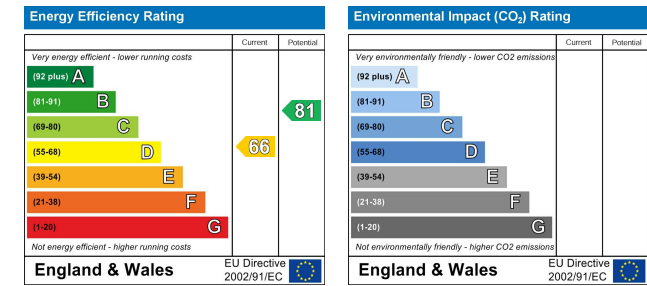 Energy Efficiency Rating
Current Potential
Very energy efficient - lower running costs
(92 plus) A
(81-91) B
81
(69-80) C
(55-68) D
66
(39-54) E
(21-38) F
(1-20) G
Not energy efficient - higher running costs
England & Wales
EU Directive
2002/91/EC
Environmental Impact (CO₂) Rating
Current Potential
Very environmentally friendly - lower CO2 emissions
(92 plus) A
(81-91) B
(69-80) C
(55-68) D
(39-54) E
(21-38) F
(1-20) G
Not environmentally friendly - higher CO2 emissions
England & Wales
EU Directive
2002/91/EC